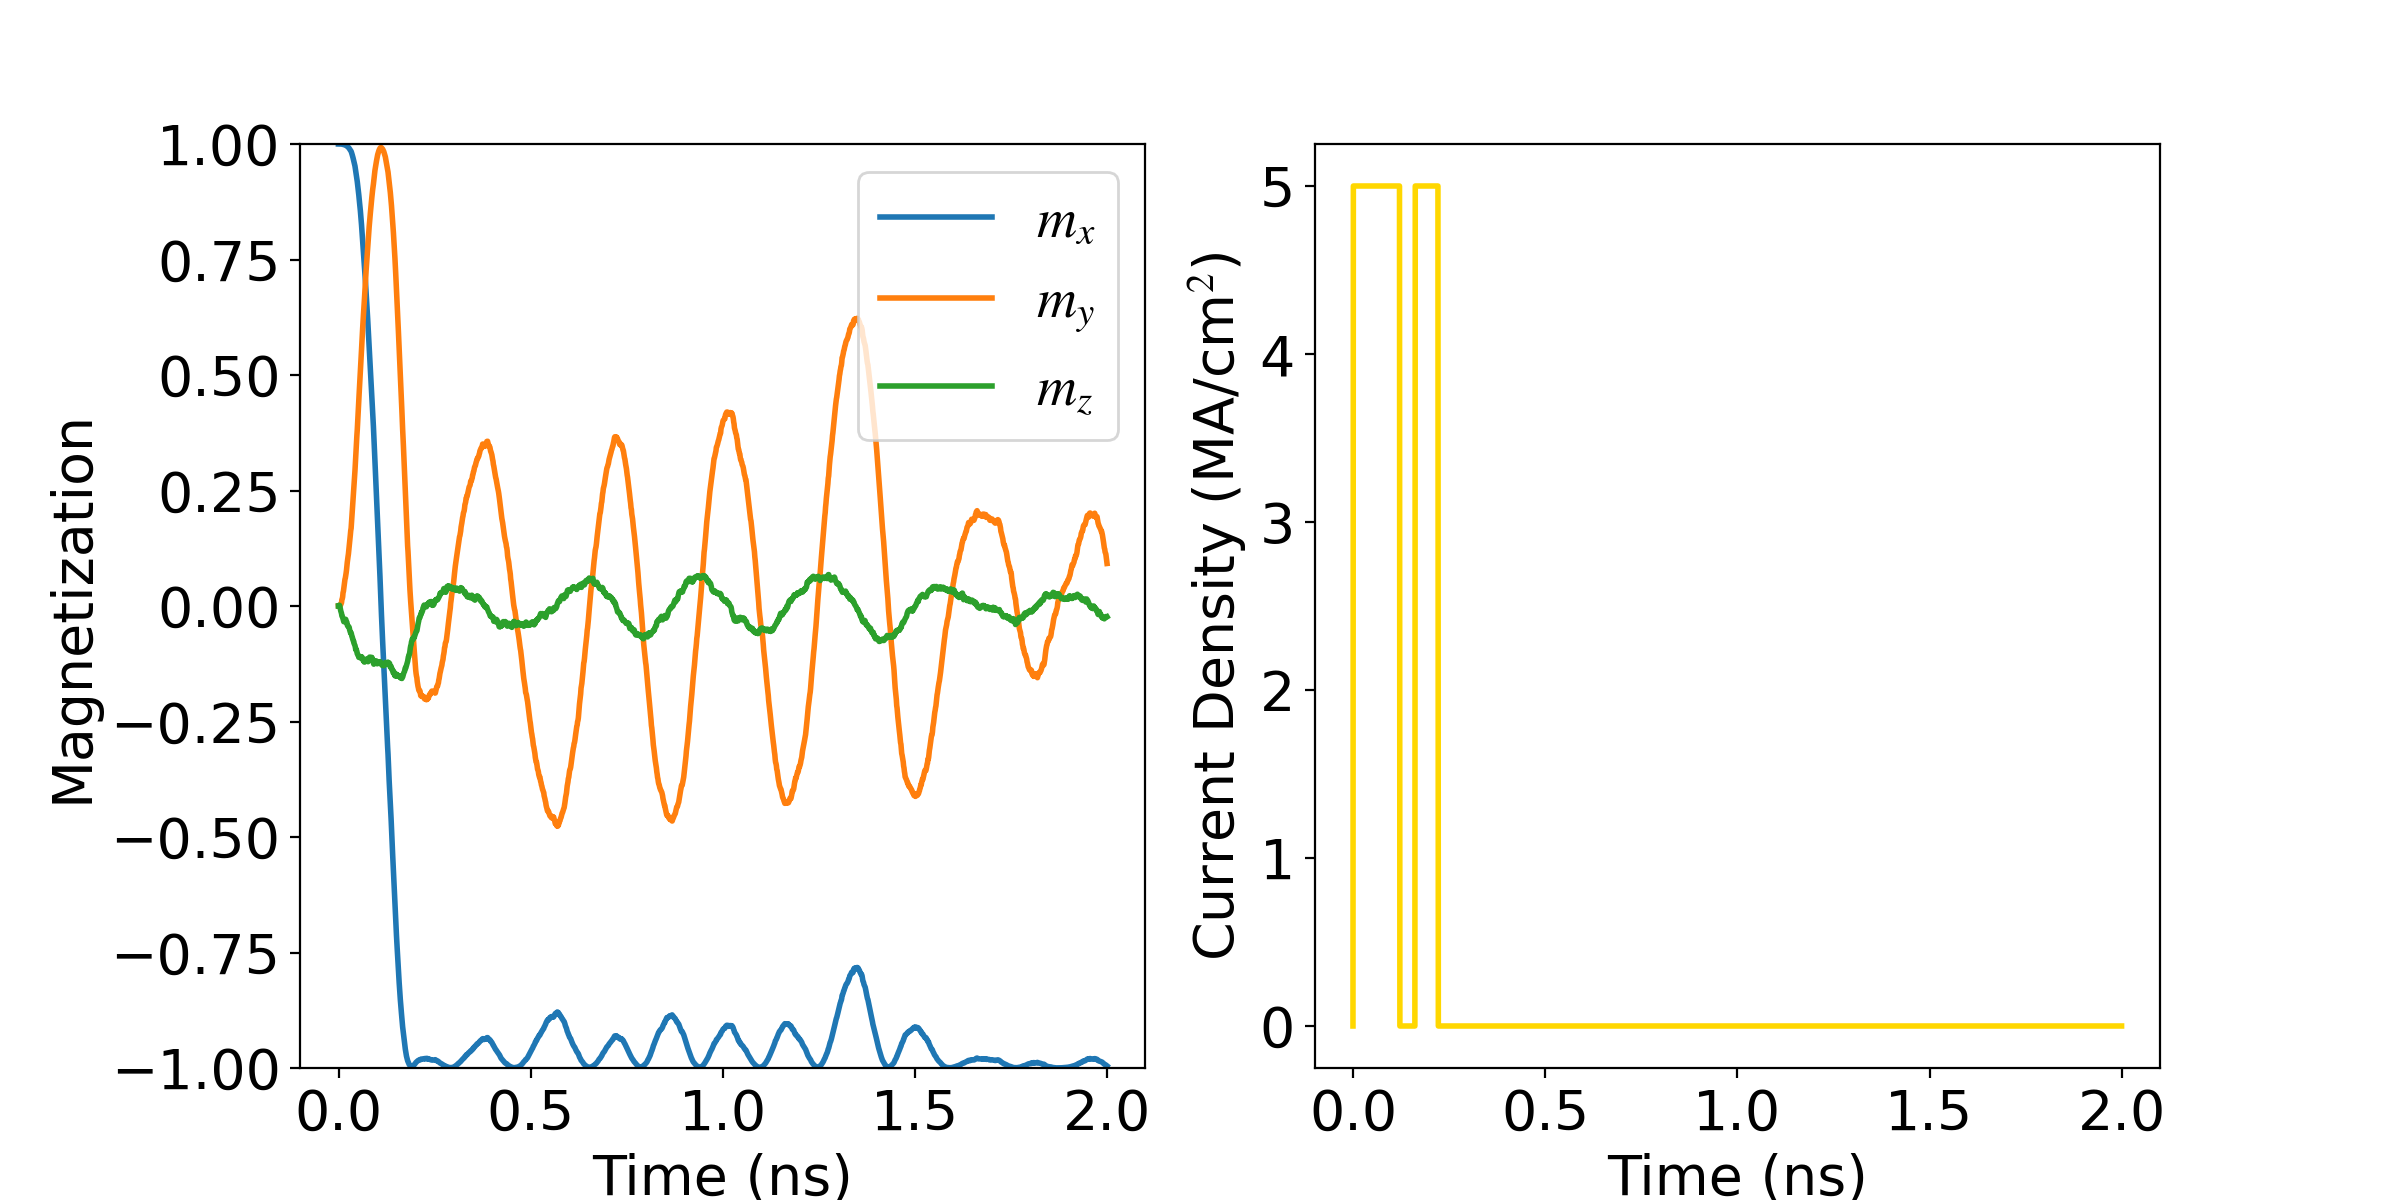 Magnetization
1.00
0.75
0.50
0.25
0.00
−0.25
−0.50
−0.75
−1.00
0.0 0.5 1.0 1.5 2.0
Time (ns)
m_x
m_y
m_z
Current Density (MA/cm²)
5
4
3
2
1
0
0.0 0.5 1.0 1.5 2.0
Time (ns)